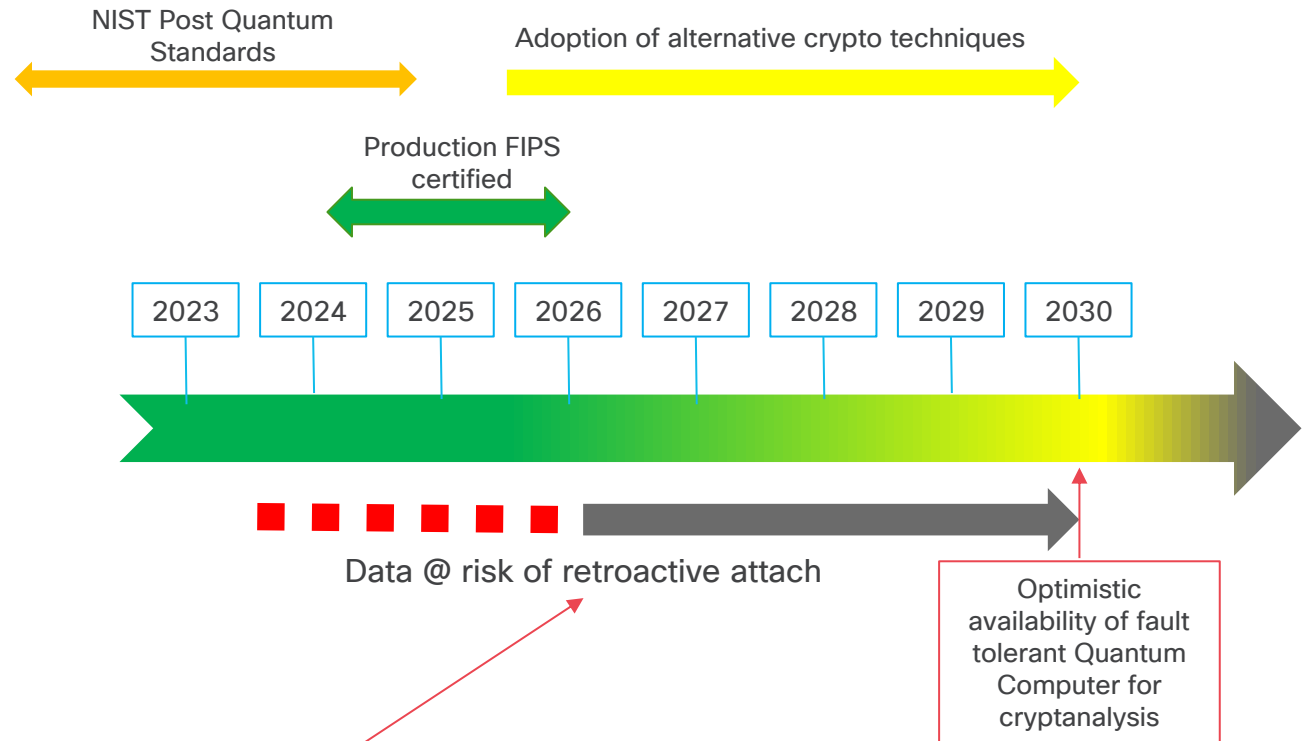 NIST Post Quantum
Standards
Adoption of alternative crypto techniques
Production FIPS
certified
2023
2024
2025
2026
2027
2028
2029
2030
Data @ risk of retroactive attach
Optimistic
availability of fault
tolerant Quantum
Computer for
cryptanalysis